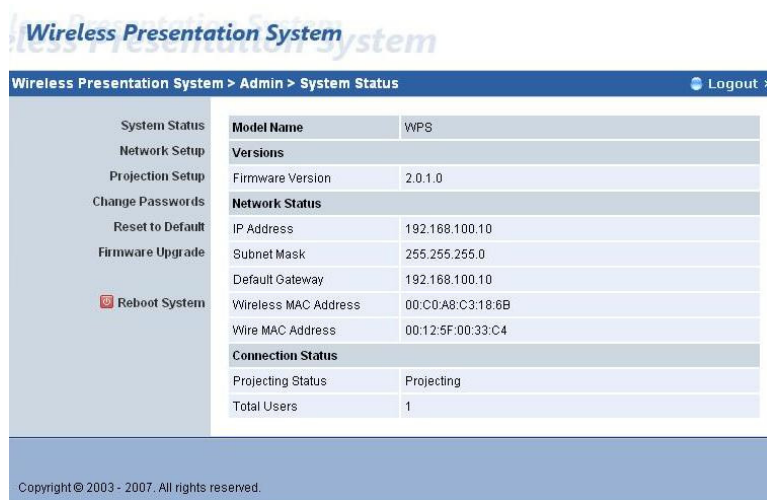 Wireless Presentation System
Wireless Presentation System > Admin > System Status
Logout >
System Status
Network Setup
Projection Setup
Change Passwords
Reset to Default
Firmware Upgrade
Reboot System
Model Name WPS
Versions
Firmware Version 2.0.1.0
Network Status
IP Address 192.168.100.10
Subnet Mask 255.255.255.0
Default Gateway 192.168.100.10
Wireless MAC Address 00:C0:A8:C3:18:6B
Wire MAC Address 00:12:5F:00:33:C4
Connection Status
Projecting Status Projecting
Total Users 1
Copyright © 2003 - 2007. All rights reserved.